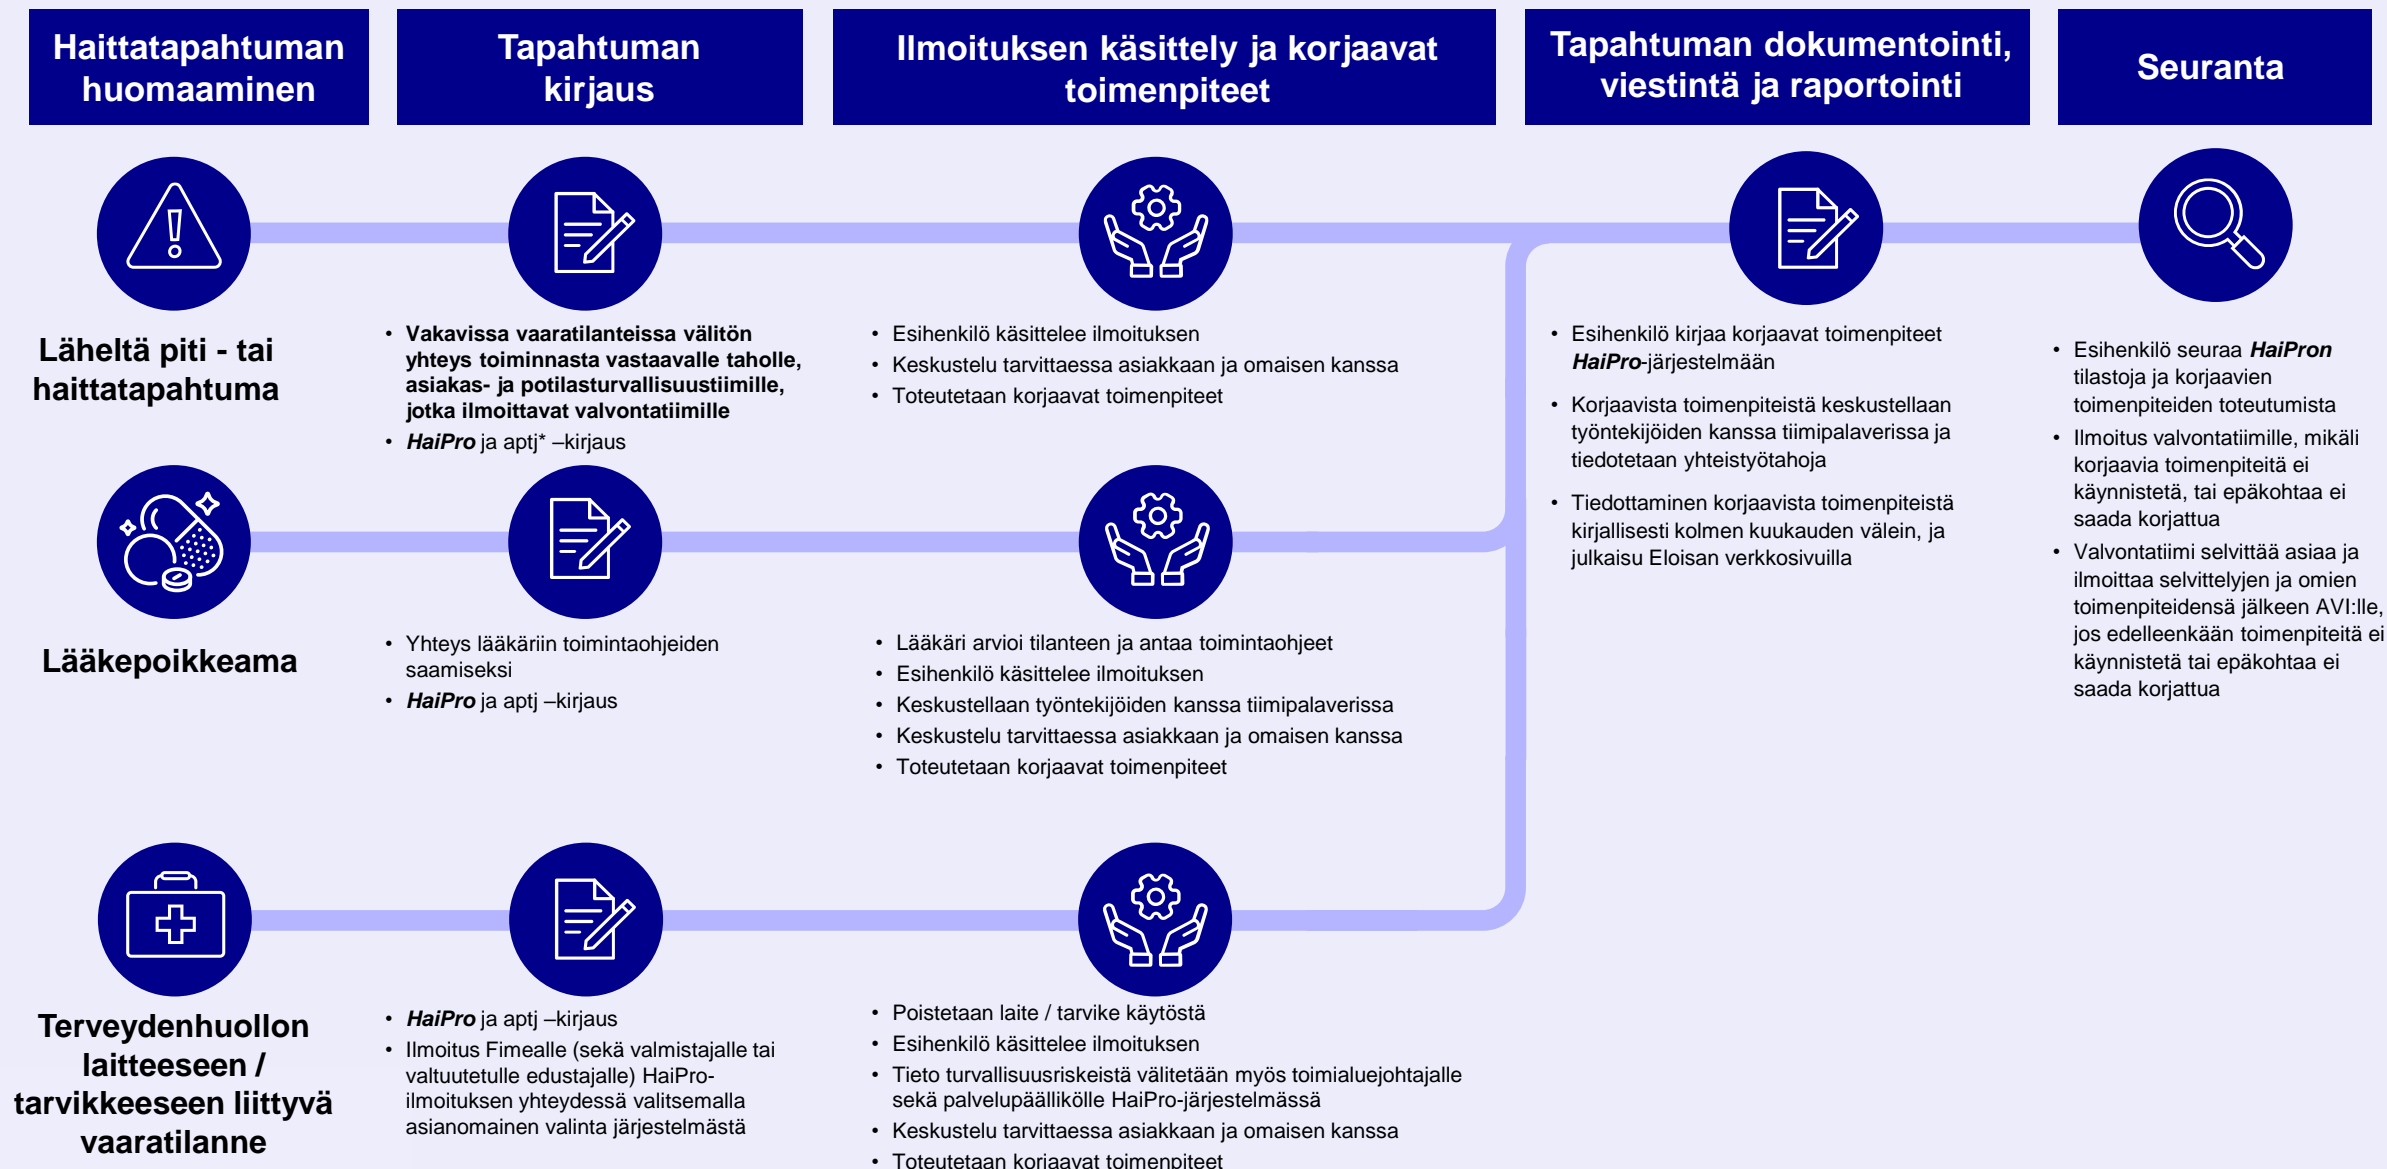 Haittatapahtuman
huomaaminen
Tapahtuman
kirjaus
Ilmoituksen käsittely ja korjaavat
toimenpiteet
Tapahtuman dokumentointi,
viestintä ja raportointi
Seuranta
Läheltä piti - tai
haittatapahtuma
• Vakavissa vaaratilanteissa välitön
yhteys toiminnasta vastaavalle taholle,
asiakas- ja potilasturvallisuustiimille,
jotka ilmoittavat valvontatiimille
• HaiPro ja aptj* –kirjaus
• Esihenkilö käsittelee ilmoituksen
• Keskustelu tarvittaessa asiakkaan ja omaisen kanssa
• Toteutetaan korjaavat toimenpiteet
• Esihenkilö kirjaa korjaavat toimenpiteet
HaiPro-järjestelmään
• Korjaavista toimenpiteistä keskustellaan
työntekijöiden kanssa tiimipalaverissa ja
tiedotetaan yhteistyötahoja
• Tiedottaminen korjaavista toimenpiteistä
kirjallisesti kolmen kuukauden välein, ja
julkaisu Eloisan verkkosivuilla
• Esihenkilö seuraa HaiPron
tilastoja ja korjaavien
toimenpiteiden toteutumista
• Ilmoitus valvontatiimille, mikäli
korjaavia toimenpiteitä ei
käynnistetä, tai epäkohtaa ei
saada korjattua
• Valvontatiimi selvittää asiaa ja
ilmoittaa selvittelyjen ja omien
toimenpiteidensä jälkeen AVI:lle,
jos edelleenkään toimenpiteitä ei
käynnistetä tai epäkohtaa ei
saada korjattua
Lääkepoikkeama
• Yhteys lääkäriin toimintaohjeiden
saamiseksi
• HaiPro ja aptj –kirjaus
• Lääkäri arvioi tilanteen ja antaa toimintaohjeet
• Esihenkilö käsittelee ilmoituksen
• Keskustellaan työntekijöiden kanssa tiimipalaverissa
• Keskustelu tarvittaessa asiakkaan ja omaisen kanssa
• Toteutetaan korjaavat toimenpiteet
Terveydenhuollon
laitteeseen /
tarvikkeeseen liittyvä
vaaratilanne
• HaiPro ja aptj –kirjaus
• Ilmoitus Fimealle (sekä valmistajalle tai
valtuutetulle edustajalle) HaiPro-
ilmoituksen yhteydessä valitsemalla
asianomainen valinta järjestelmästä
• Poistetaan laite / tarvike käytöstä
• Esihenkilö käsittelee ilmoituksen
• Tieto turvallisuusriskeistä välitetään myös toimialuejohtajalle
sekä palvelupäällikölle HaiPro-järjestelmässä
• Keskustelu tarvittaessa asiakkaan ja omaisen kanssa
• Toteutetaan korjaavat toimenpiteet